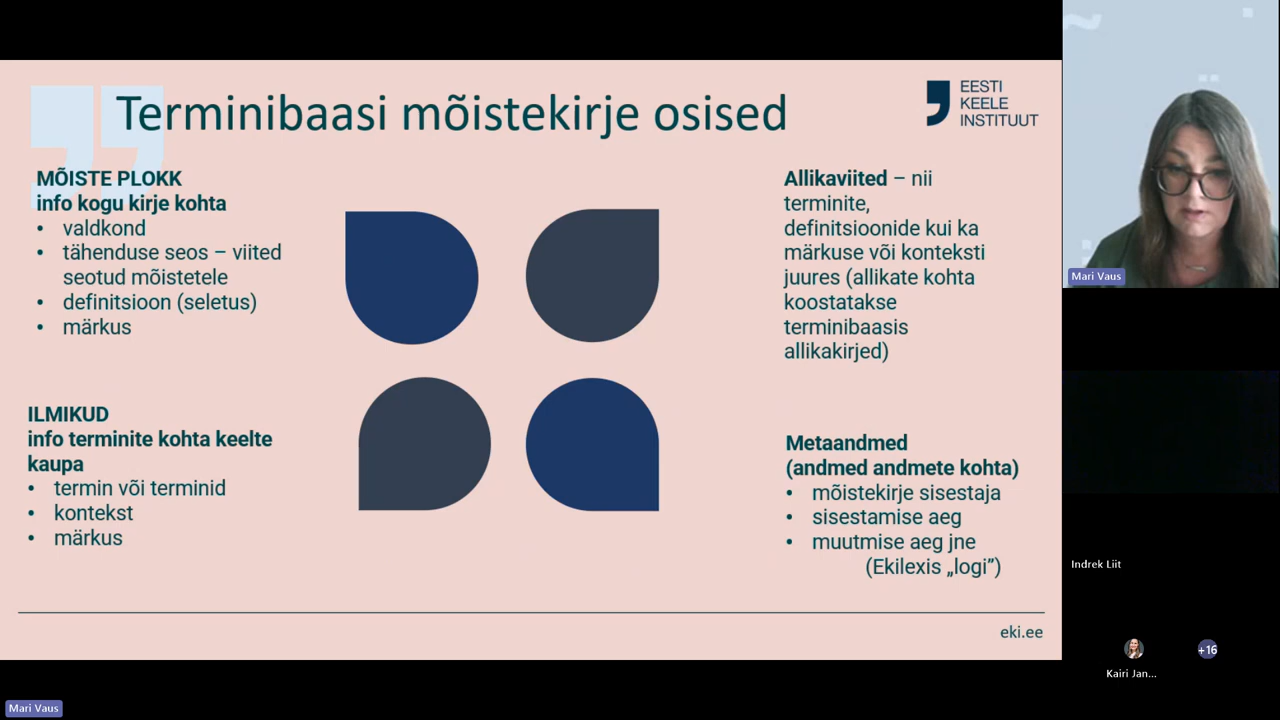 Terminibaasi mõistekirje osised
EESTI
KEELE
INSTITUUT
MÕISTE PLOKK
info kogu kirje kohta
• valdkond
• tähenduse seos – viited
seotud mõistetele
• definitsioon (seletus)
• märkus
ILMIKUD
info terminite kohta keelte
kaupa
• termin või terminid
• kontekst
• märkus
Allikaviited – nii
terminite,
definitsioonide kui ka
märkuse või konteksti
juures (allikate kohta
koostatakse
terminibaasis
allikakirjed)
Metaandmed
(andmed andmete kohta)
• mõistekirje sisestaja
• sisestamise aeg
• muutmise aeg jne
(Ekilexis „logi”)
eki.ee
Mari Vaus
Indrek Liit
Kairi Jan...
+16
Mari Vaus